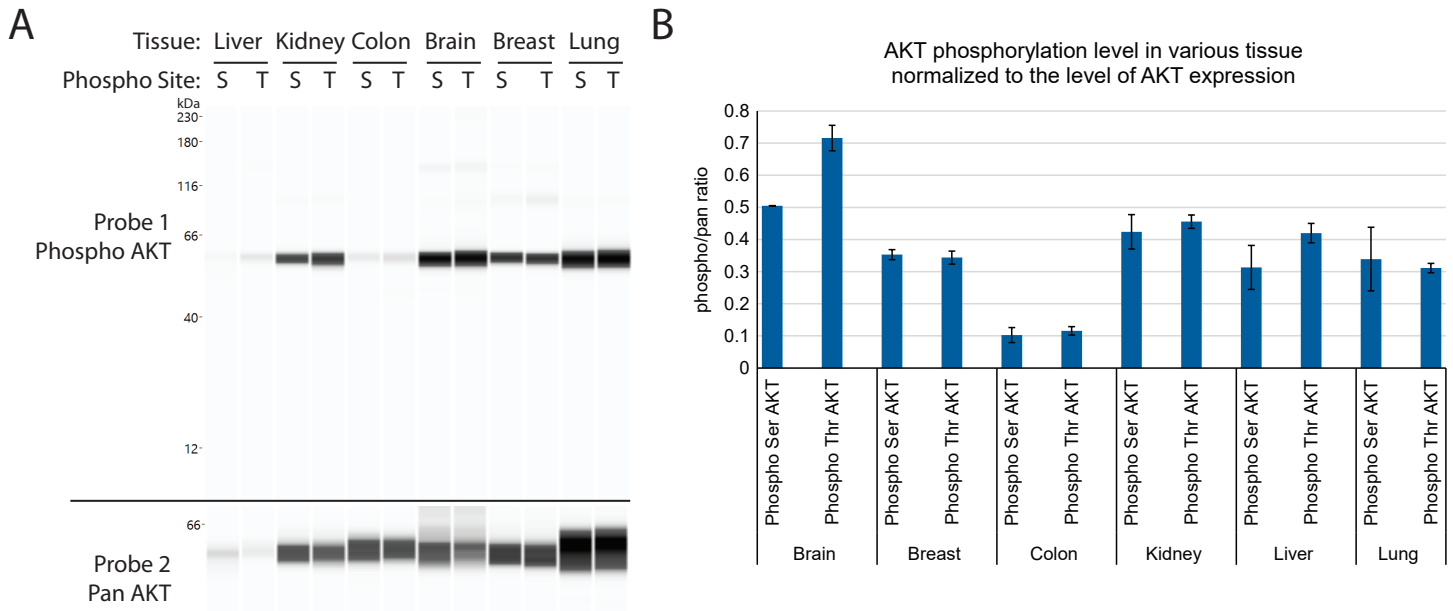 A
Tissue: Liver Kidney Colon Brain Breast Lung
Phospho Site: S T S T S T S T S T S T
kDa
230-
180-
116-
66-
40-
12-
Probe 1
Phospho AKT
66-
Probe 2
Pan AKT
B
AKT phosphorylation level in various tissue
normalized to the level of AKT expression
phospho/pan ratio
0.8
0.7
0.6
0.5
0.4
0.3
0.2
0.1
0
Phospho Ser AKT
Phospho Thr AKT
Phospho Ser AKT
Phospho Thr AKT
Phospho Ser AKT
Phospho Thr AKT
Phospho Ser AKT
Phospho Thr AKT
Phospho Ser AKT
Phospho Thr AKT
Phospho Ser AKT
Phospho Thr AKT
Brain Breast Colon Kidney Liver Lung